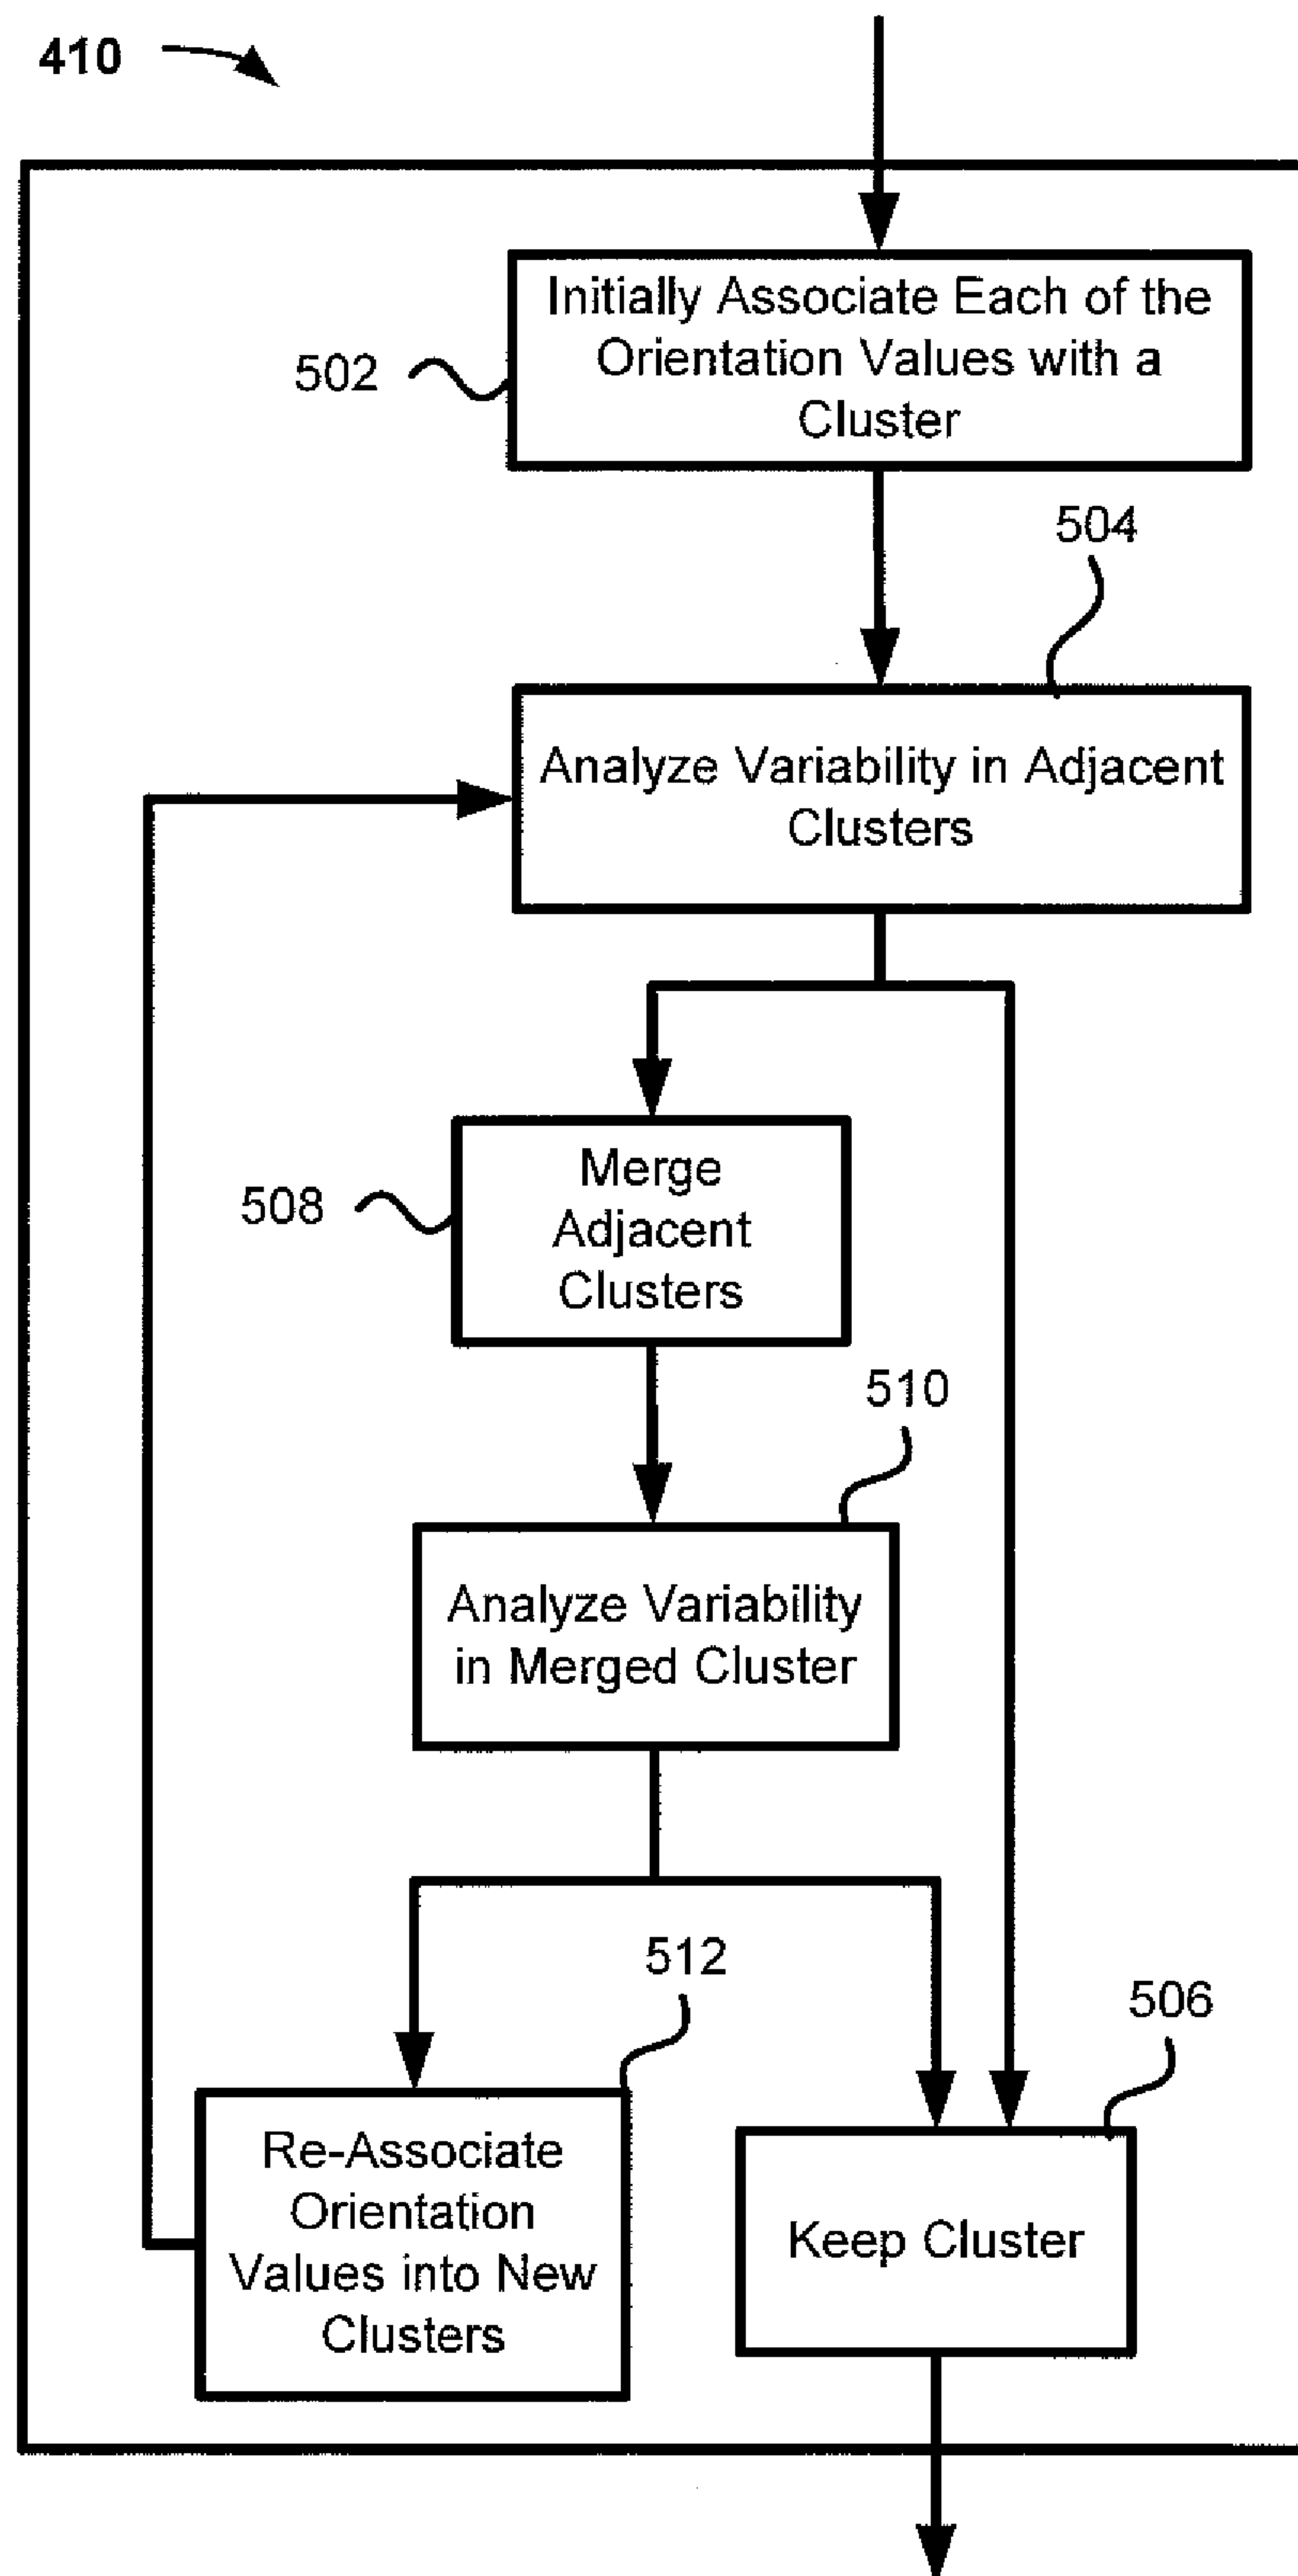 410
Initially Associate Each of the
Orientation Values with a
Cluster
502
504
Analyze Variability in Adjacent
Clusters
Merge
Adjacent
Clusters
508
510
Analyze Variability
in Merged Cluster
512
506
Re-Associate
Orientation
Values into New
Clusters
Keep Cluster